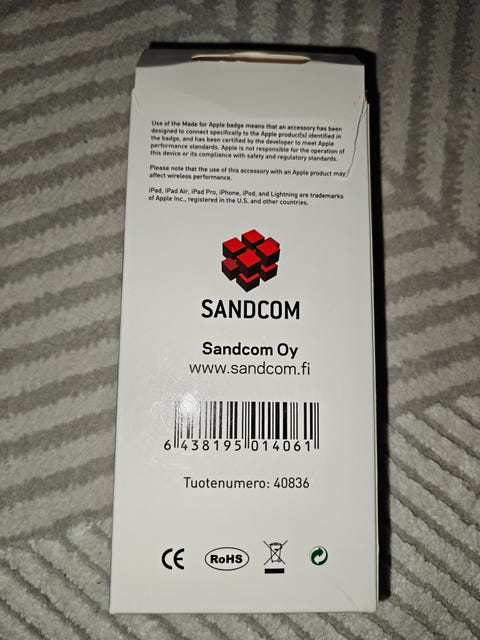 Use of the Made for Apple badge means that an accessory has been
designed to connect specifically to the Apple product(s) identified in
the badge, and has been certified by the developer to meet Apple
performance standards. Apple is not responsible for the operation of
this device or its compliance with safety and regulatory standards.
Please note that the use of this accessory with an Apple product may
affect wireless performance.
iPad, iPad Air, iPad Pro, iPhone, iPod, and Lightning are trademarks
of Apple Inc., registered in the U.S. and other countries.
SANDCOM
Sandcom Oy
www.sandcom.fi
6 438195 014061
Tuotenumero: 40836
CE RoHS